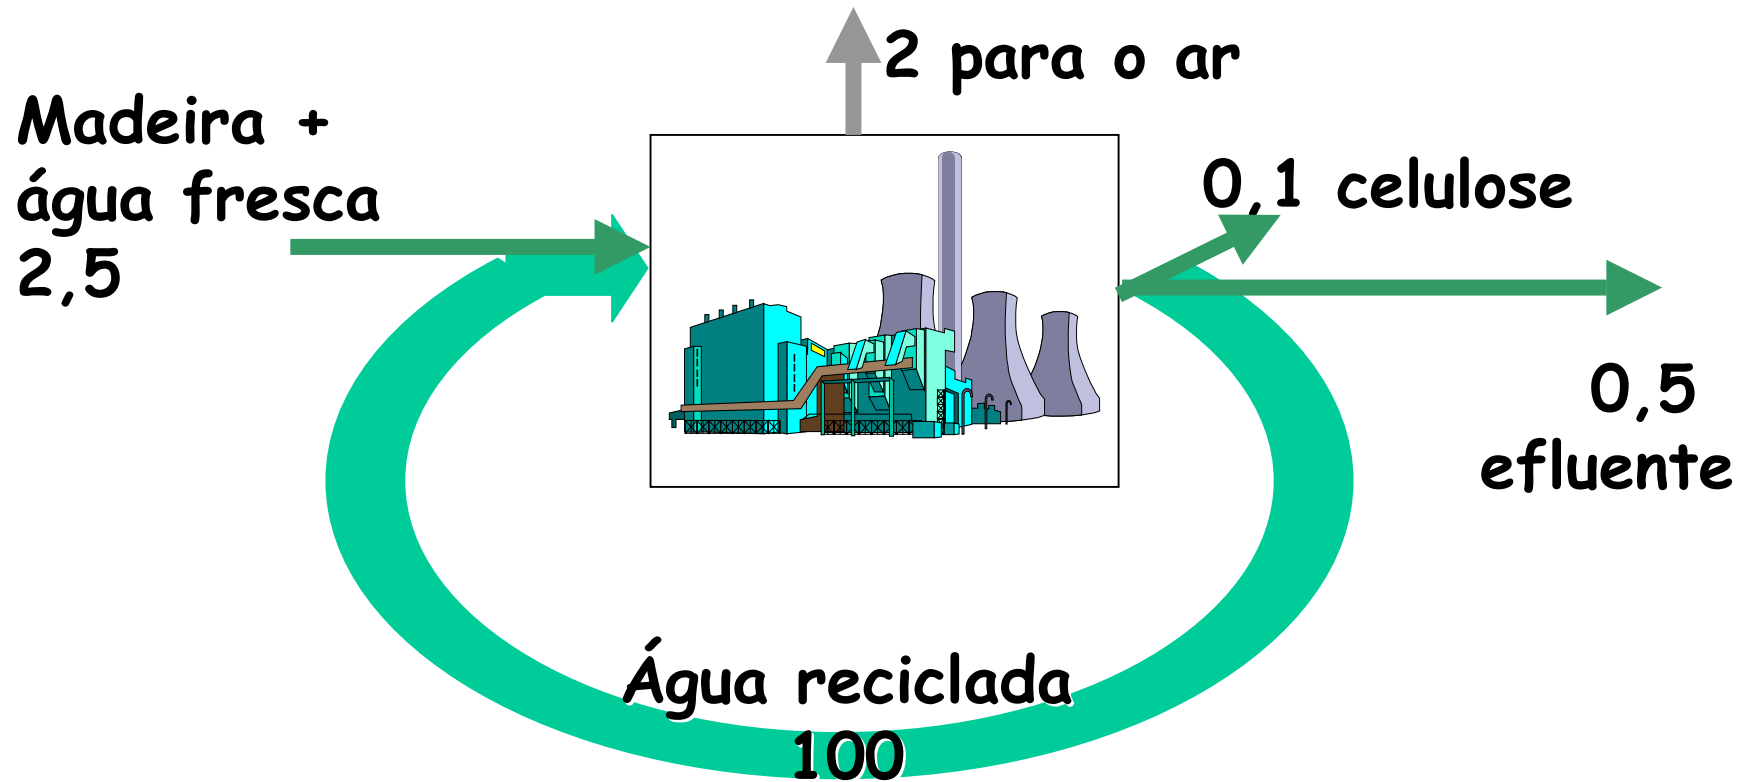 2 para o ar
Madeira +
água fresca
2,5
0,1 celulose
0,5
efluente
Água reciclada
100